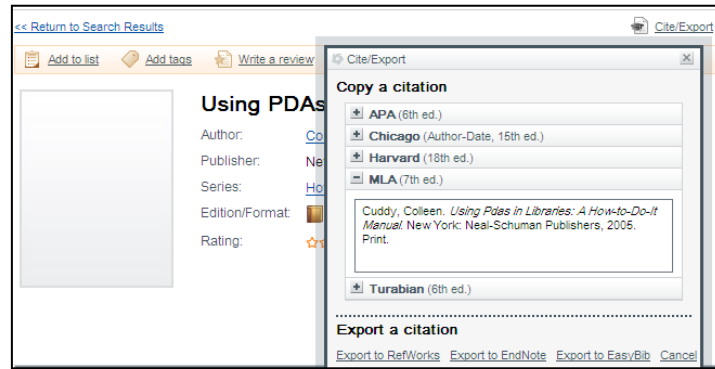 << Return to Search Results
Cite/Export
Add to list Add tags Write a review
Cite/Export
Copy a citation
Using PDAs
APA (6th ed.)
Author: Co
Chicago (Author-Date, 15th ed.)
Publisher: Ne
Harvard (18th ed.)
Series: Ho
MLA (7th ed.)
Edition/Format:
Rating:
Cuddy, Colleen. Using Pdas in Libraries: A How-to-Do-It
Manual. New York: Neal-Schuman Publishers, 2005.
Print.
Turabian (6th ed.)
Export a citation
Export to RefWorks Export to EndNote Export to EasyBib Cancel